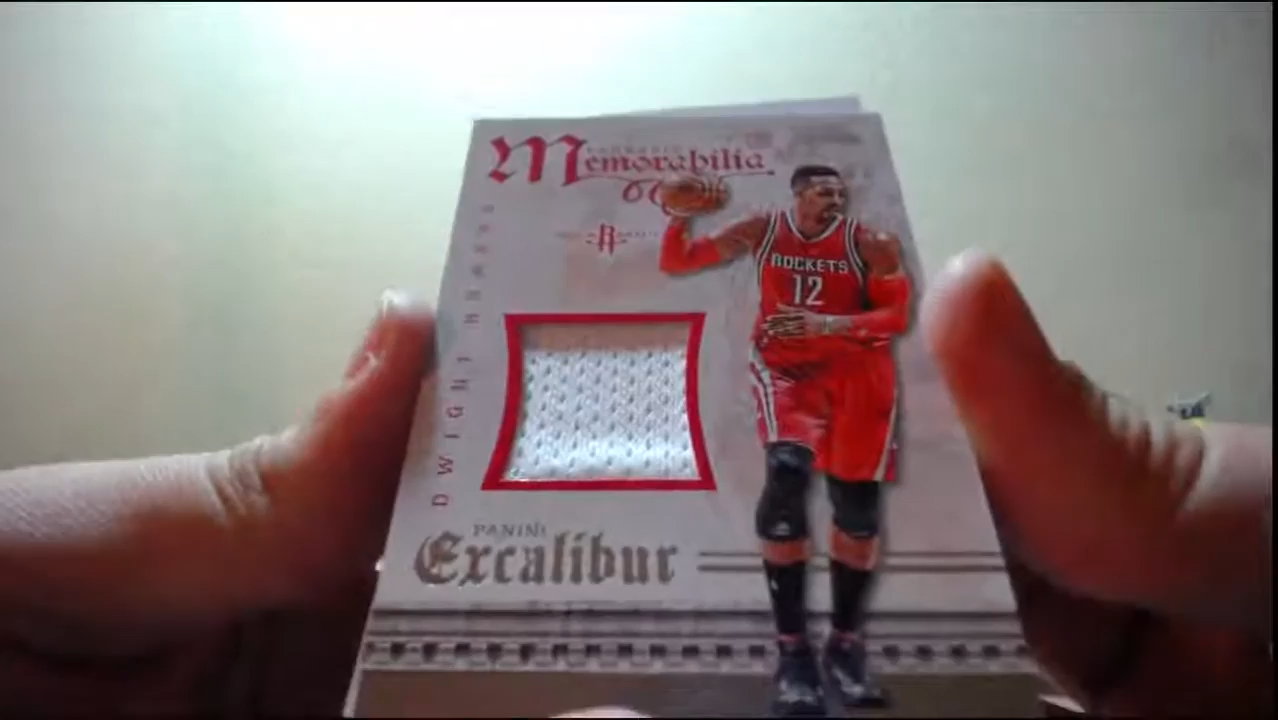 Memorabilia
R
ROCKETS
12
DWIGHT HOWARD
PANINI
Excalibur